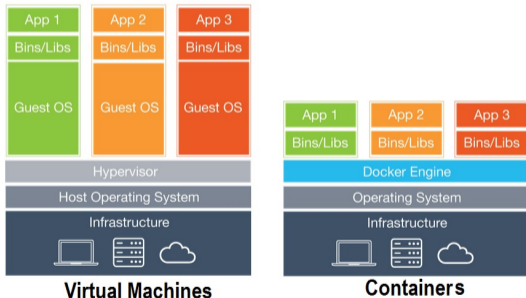 App 1
App 2
App 3
Bins/Libs
Bins/Libs
Bins/Libs
Guest OS
Guest OS
Guest OS
Hypervisor
Host Operating System
Infrastructure
Virtual Machines
App 1
App 2
App 3
Bins/Libs
Bins/Libs
Bins/Libs
Docker Engine
Operating System
Infrastructure
Containers